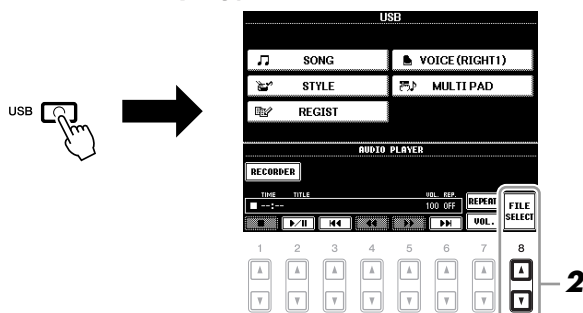 USB
USB
SONG
VOICE (RIGHT1)
STYLE
MULTI PAD
REGIST
AUDIO PLAYER
RECORDER
TIME TITLE VOL. REP.
--:-- 100 OFF
REPEAT
FILE SELECT
VOL.
1 2 3 4 5 6 7 8
2